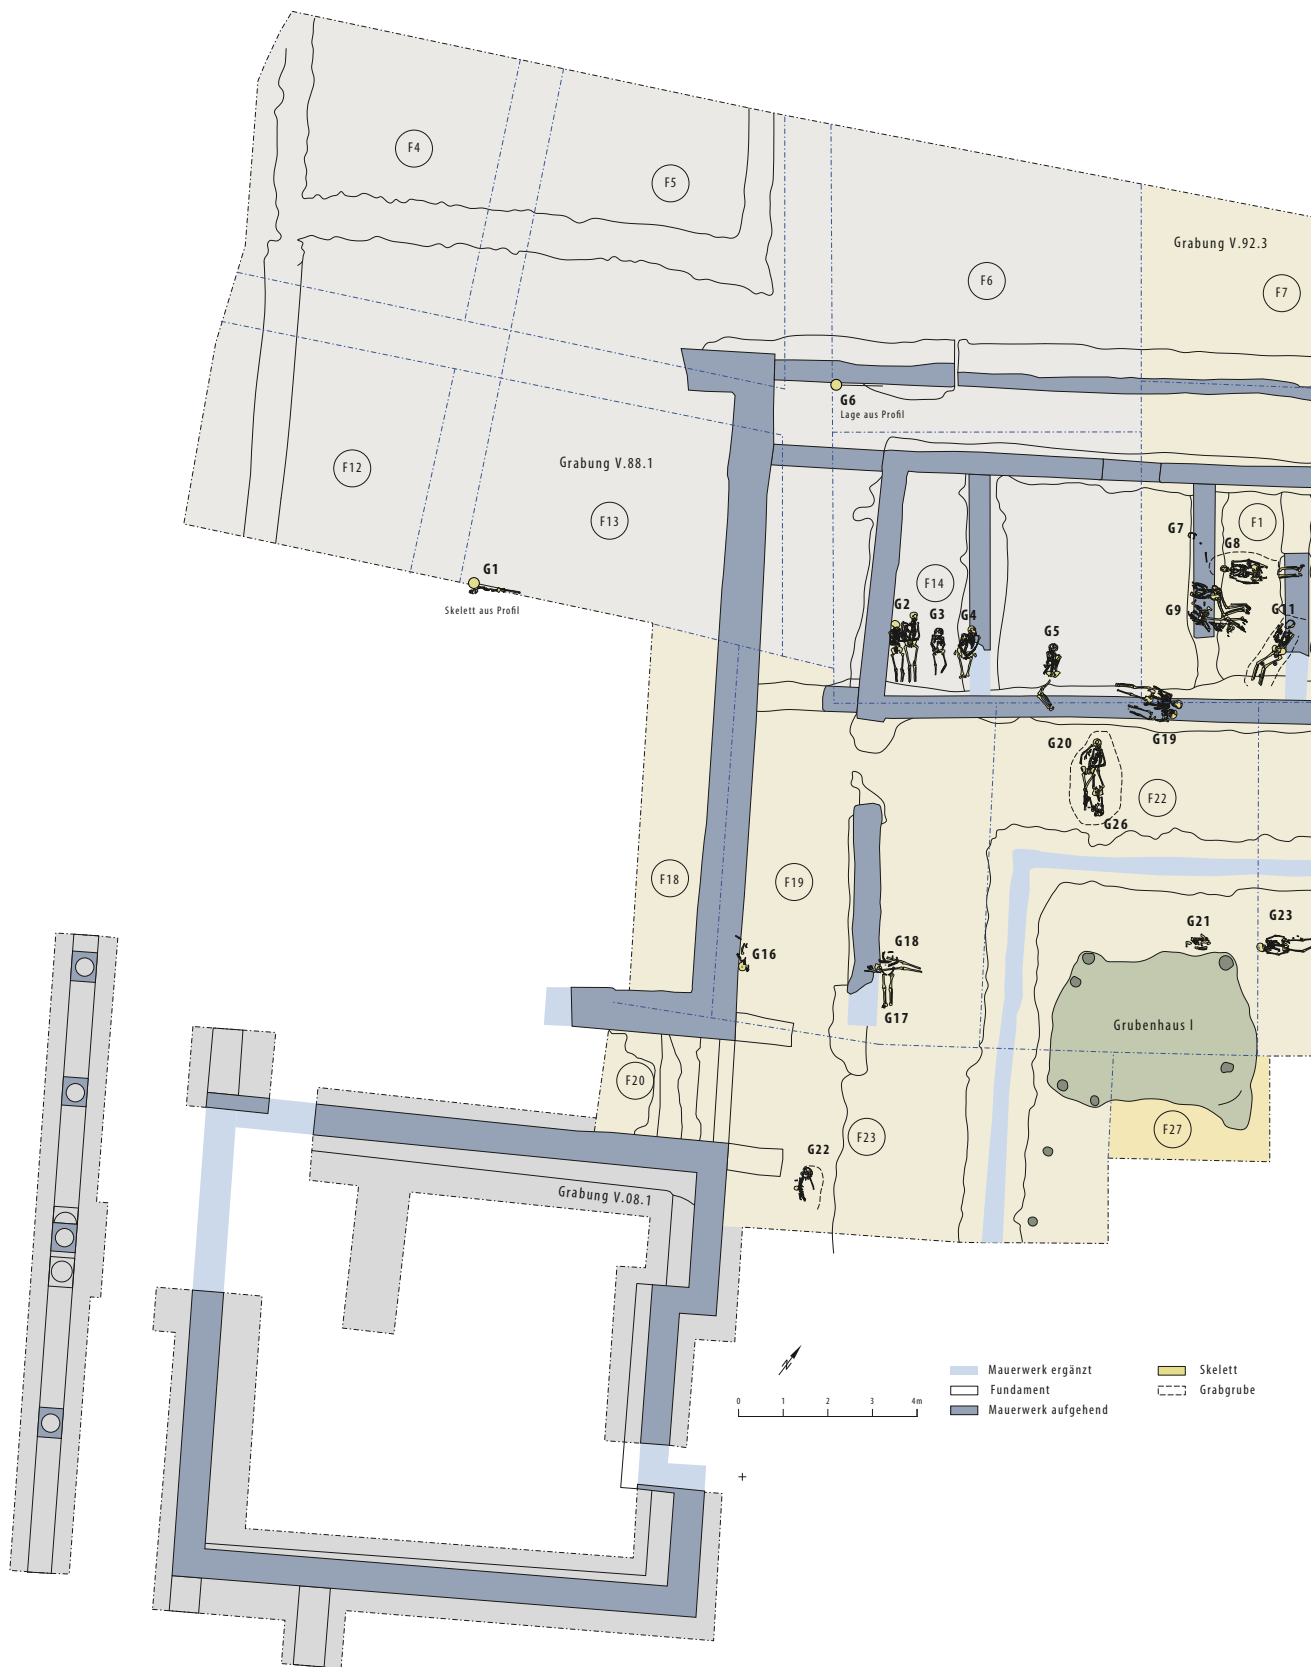 F4
F5
Grabung V.92.3
F6
F7
G6
Lage aus Profil
Grabung V.88.1
F12
F13
F1
G7
G8
G1
Skelett aus Profil
F14
G2
G3
G4
G9
G11
G5
G20
G19
F22
G26
F18
F19
G16
G18
G21
G23
G17
Grubenhaus I
F20
F23
F27
G22
Grabung V.08.1
N
Mauerwerk ergänzt
Skelett
Fundament
Grabgrube
0 1 2 3 4m
Mauerwerk aufgehend